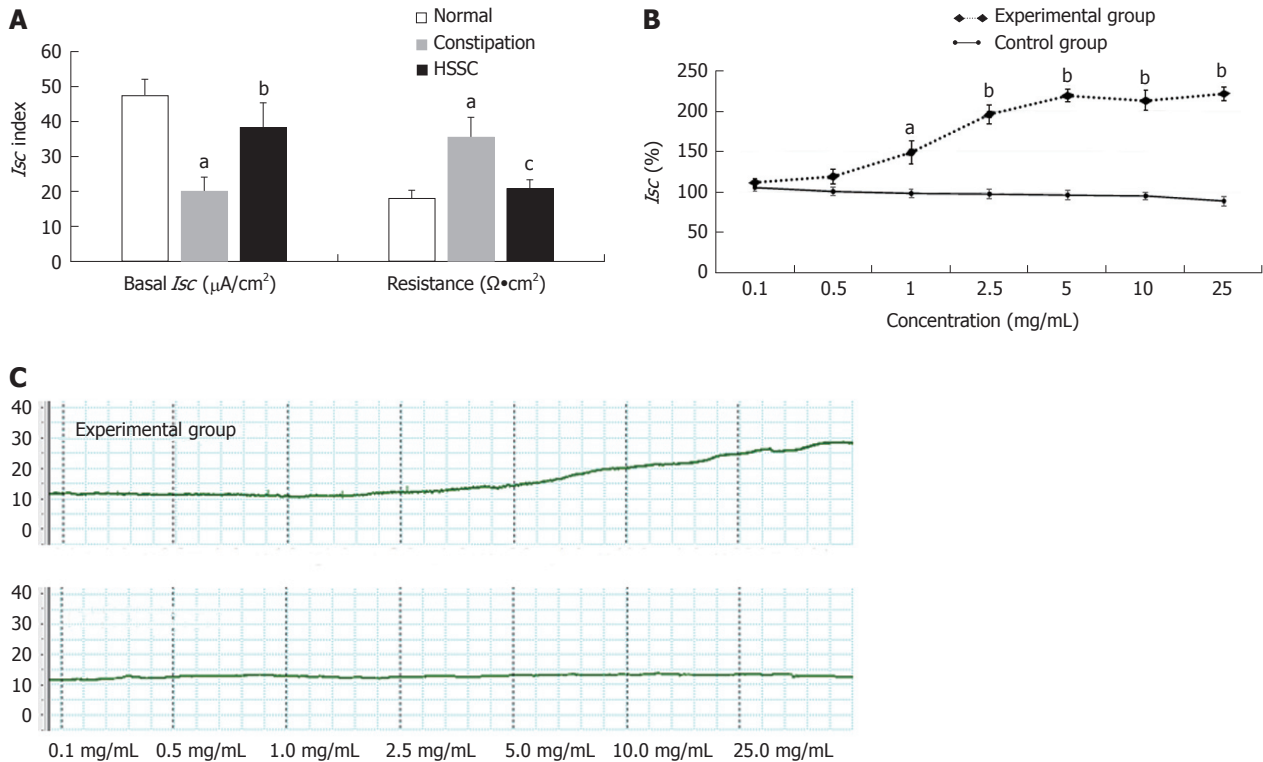 A
Normal
Constipation
HSSC
60
50
40
30
20
10
0
Isc index
a
b
a
c
Basal Isc (μA/cm²)
Resistance (Ω•cm²)
B
Experimental group
Control group
250
200
150
100
50
0
Isc (%)
a
b
b
b
b
0.1
0.5
1
2.5
5
10
25
Concentration (mg/mL)
C
40
30
20
10
0
Experimental group
40
30
20
10
0
0.1 mg/mL
0.5 mg/mL
1.0 mg/mL
2.5 mg/mL
5.0 mg/mL
10.0 mg/mL
25.0 mg/mL